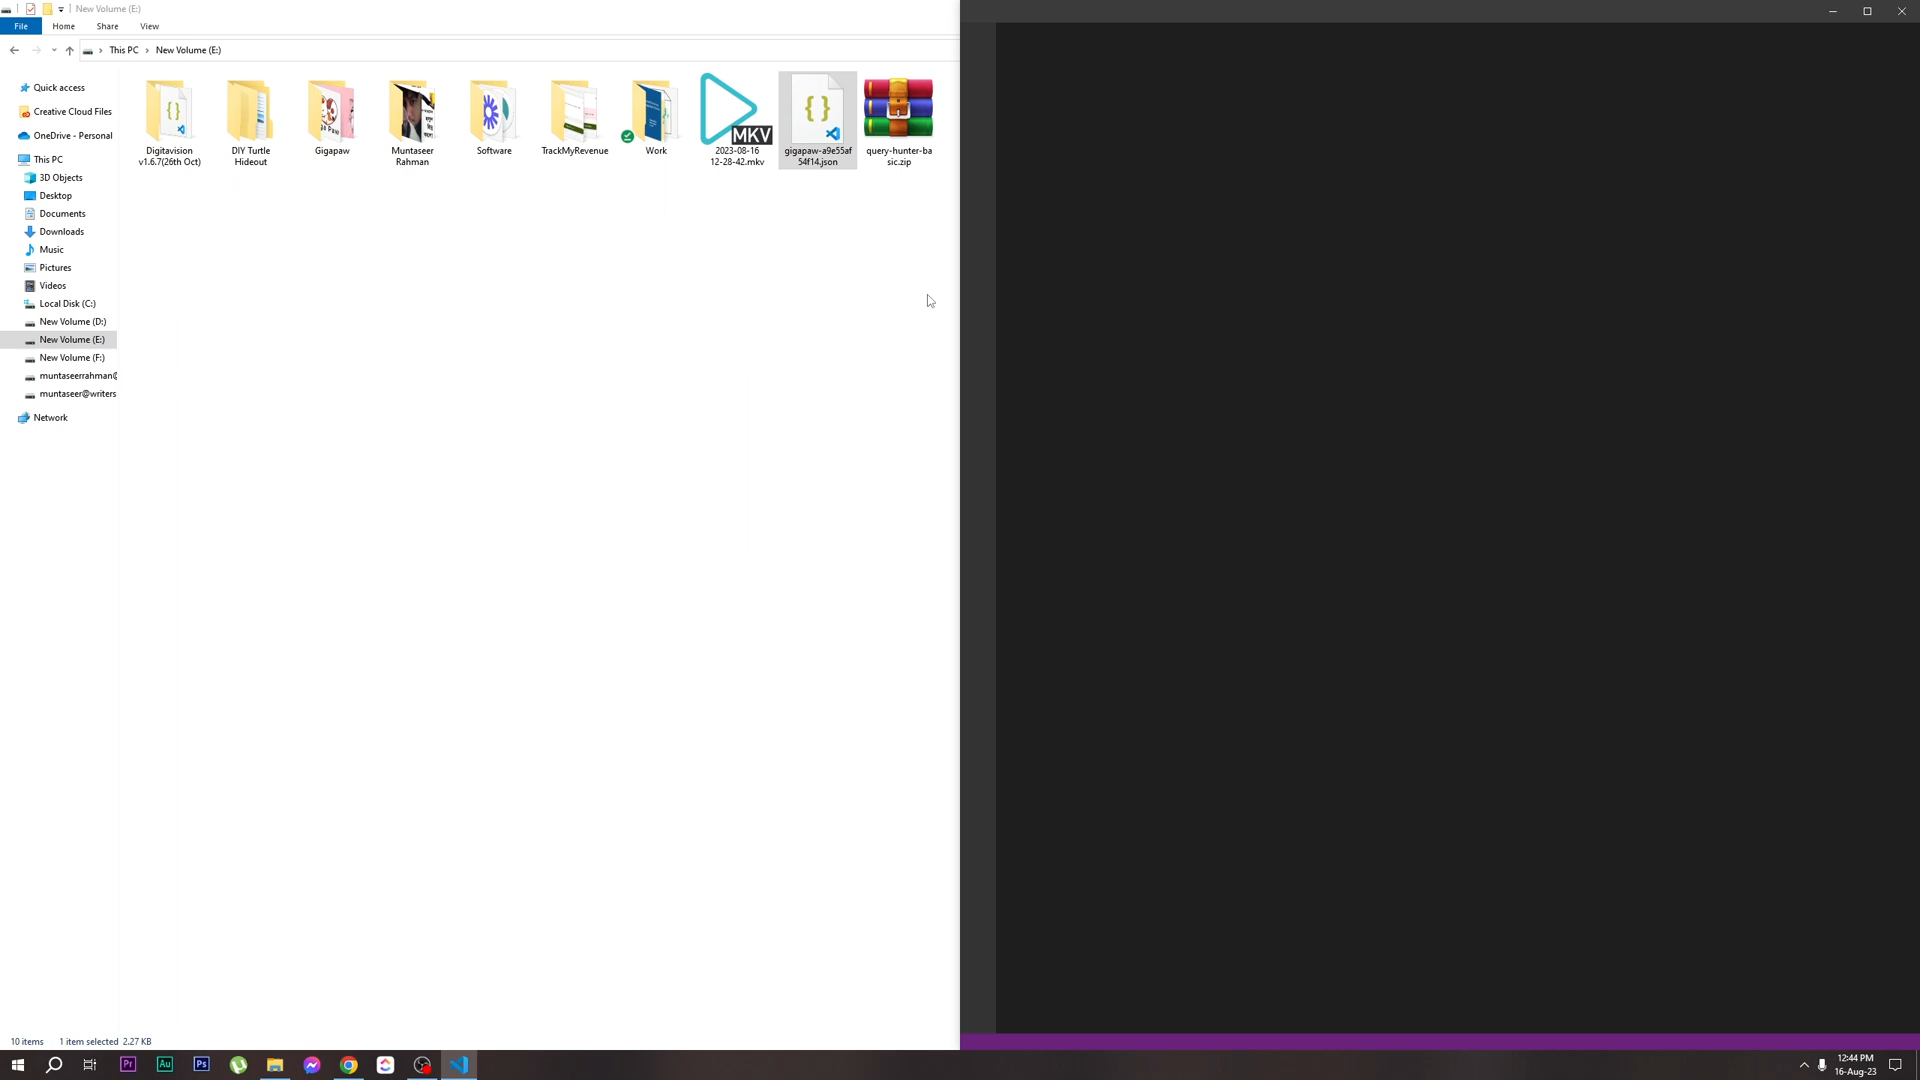 New Volume (E:)
File Home Share View
This PC New Volume (E:)
Quick access
Creative Cloud Files
OneDrive - Personal
This PC
3D Objects
Desktop
Documents
Downloads
Music
Pictures
Videos
Local Disk (C:)
New Volume (D:)
New Volume (E:)
New Volume (F:)
muntaseerrahman@
muntaseer@writers
Network
Digitavision
v1.6.7(26th Oct)
DIY Turtle
Hideout
Gigapaw
Muntaseer
Rahman
Software
TrackMyRevenue
Work
MKV
2023-08-16
12-28-42.mkv
gigapaw-a9e55af
54f14.json
query-hunter-ba
sic.zip
10 items 1 item selected 2.27 KB
Pr Au Ps
12:44 PM
16-Aug-23